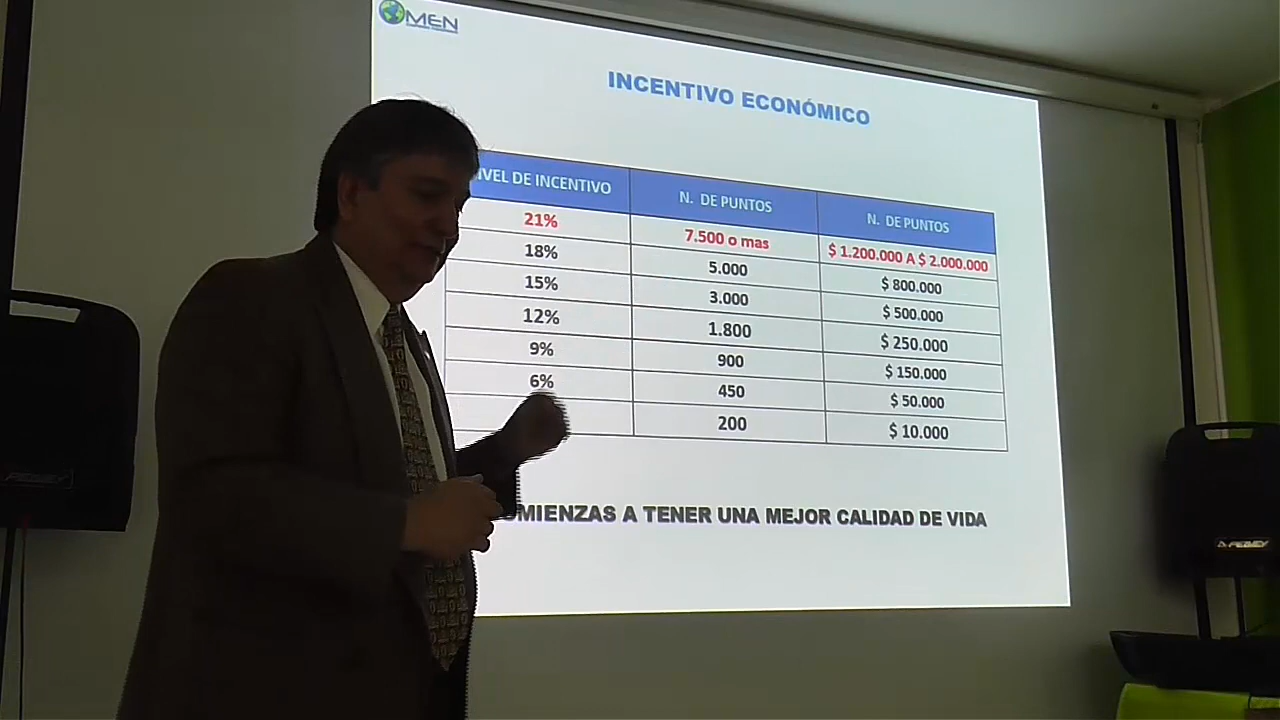 MEN
INCENTIVO ECONÓMICO
IVEL DE INCENTIVO N. DE PUNTOS N. DE PUNTOS
21% 7.500 o mas $ 1.200.000 A $ 2.000.000
18% 5.000 $ 800.000
15% 3.000 $ 500.000
12% 1.800 $ 250.000
9% 900 $ 150.000
6% 450 $ 50.000
200 $ 10.000
OMIENZAS A TENER UNA MEJOR CALIDAD DE VIDA